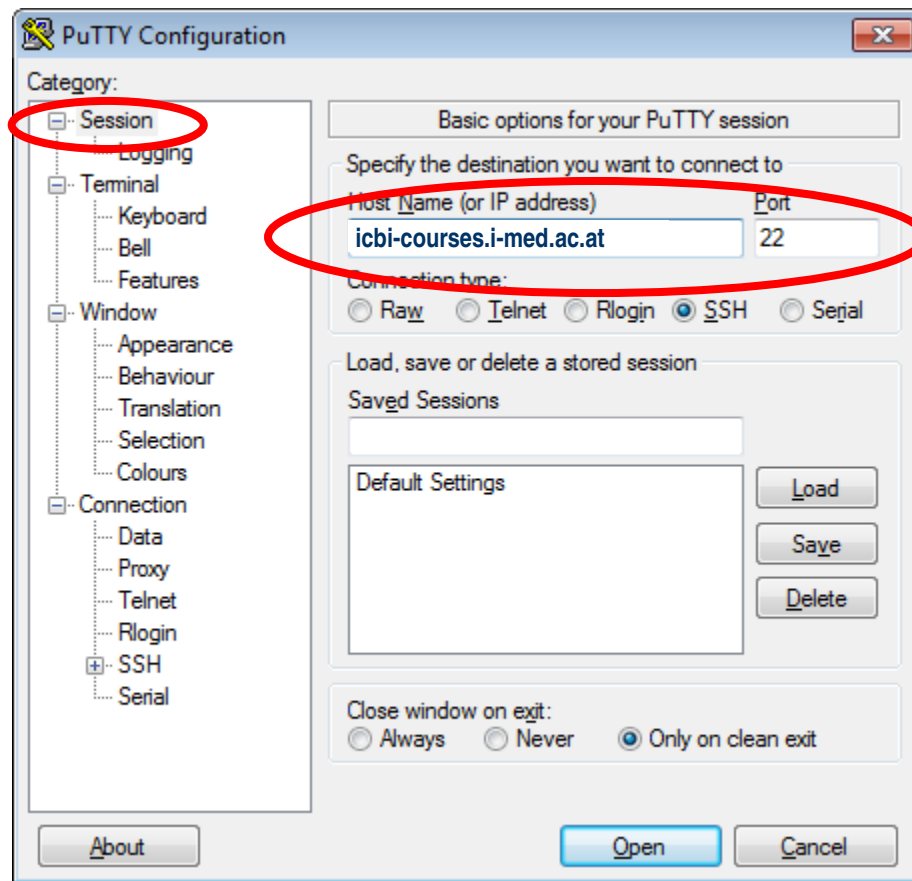 PuTTY Configuration
Category:
Session
Logging
Terminal
Keyboard
Bell
Features
Window
Appearance
Behaviour
Translation
Selection
Colours
Connection
Data
Proxy
Telnet
Rlogin
SSH
Serial
Basic options for your PuTTY session
Specify the destination you want to connect to
Host Name (or IP address) Port
icbi-courses.i-med.ac.at 22
Connection type:
Raw Telnet Rlogin SSH Serial
Load, save or delete a stored session
Saved Sessions
Default Settings
Load
Save
Delete
Close window on exit:
Always Never Only on clean exit
About Open Cancel